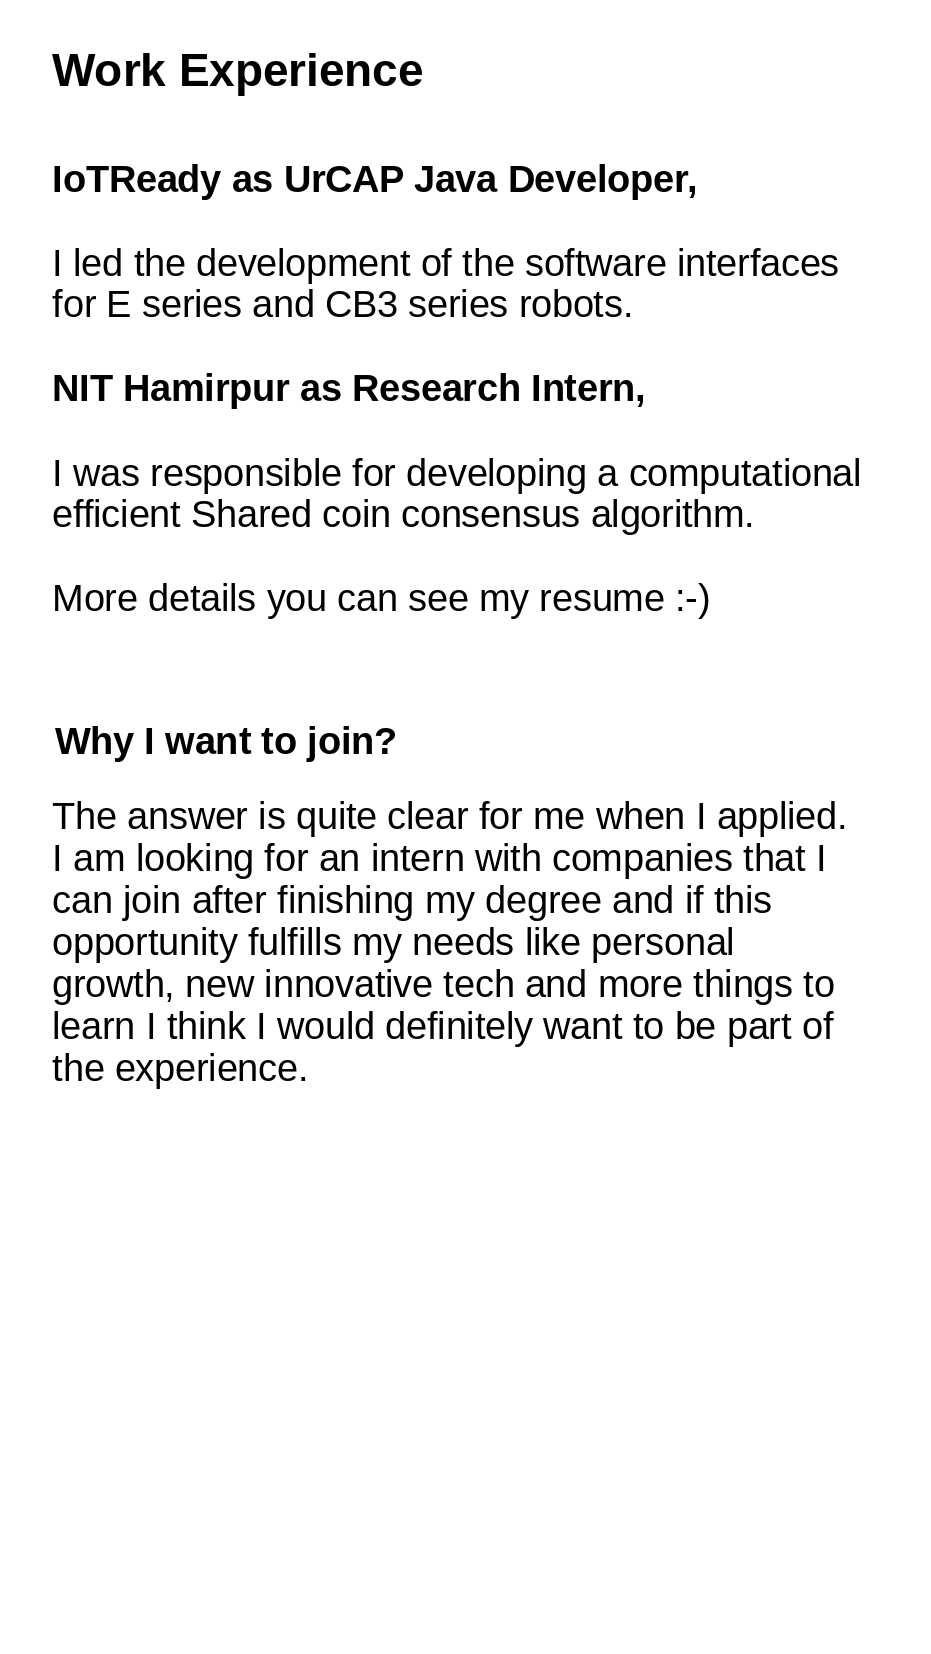 Work Experience
IoTReady as UrCAP Java Developer,
I led the development of the software interfaces
for E series and CB3 series robots.
NIT Hamirpur as Research Intern,
I was responsible for developing a computational
efficient Shared coin consensus algorithm.
More details you can see my resume :-)
Why I want to join?
The answer is quite clear for me when I applied.
I am looking for an intern with companies that I
can join after finishing my degree and if this
opportunity fulfills my needs like personal
growth, new innovative tech and more things to
learn I think I would definitely want to be part of
the experience.